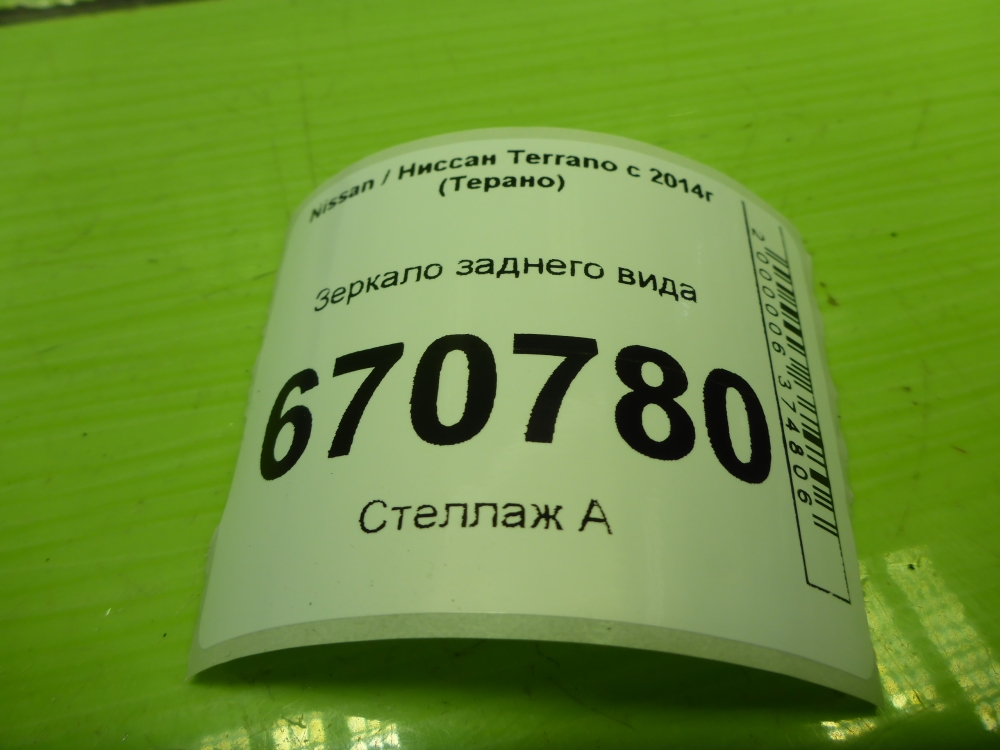 Nissan / Ниссан Terrano с 2014г
(Терано)
Зеркало заднего вида
670780
Стеллаж А
2000006374806